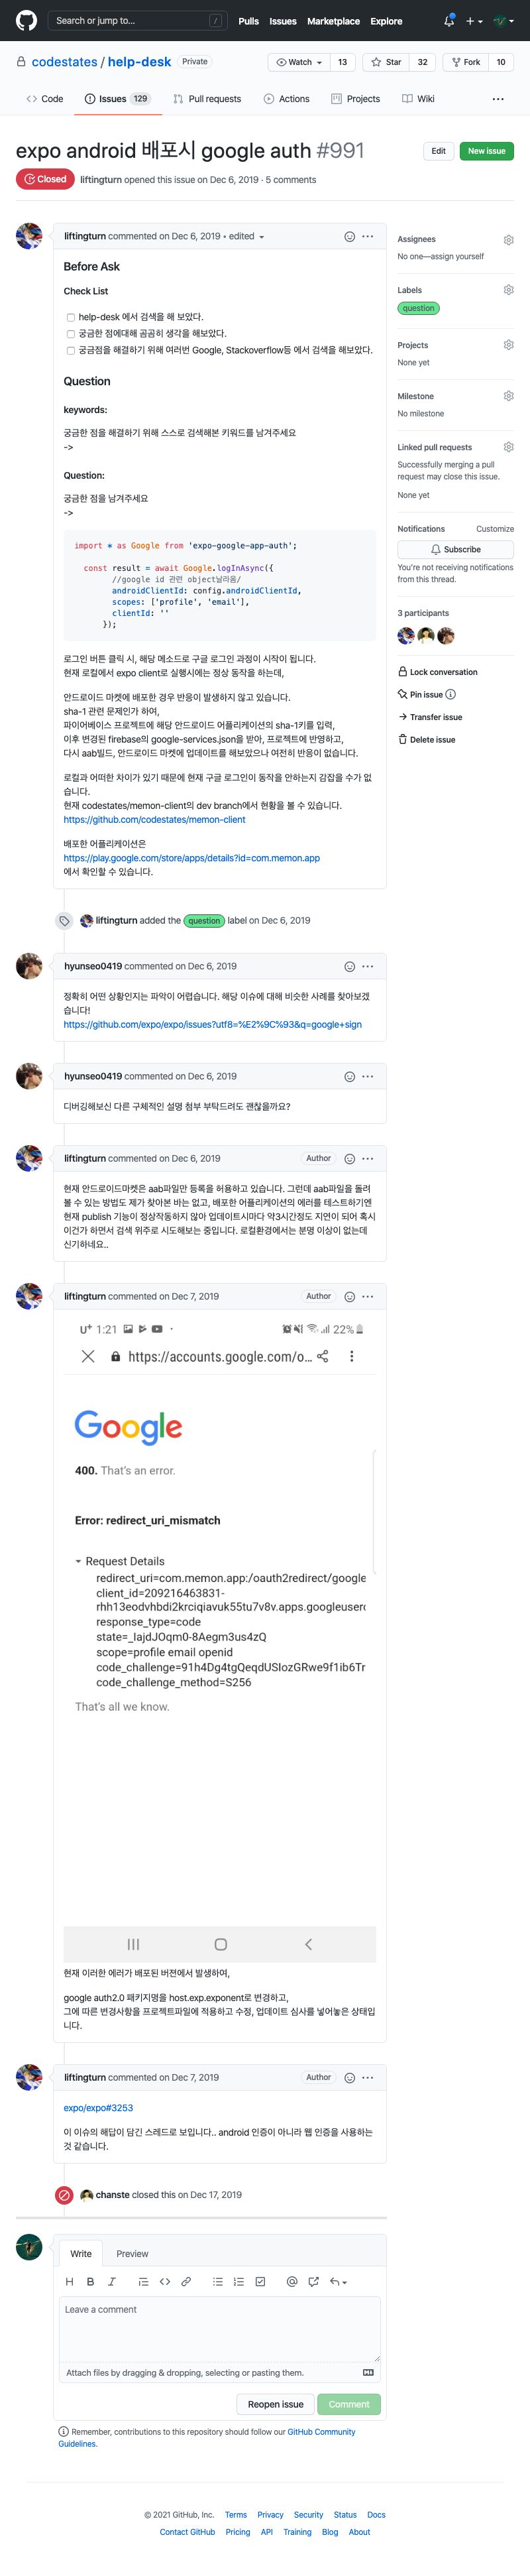 Search or jump to... /
Pulls Issues Marketplace Explore
codestates / help-desk Private
Watch 13 Star 32 Fork 10
Code Issues 129 Pull requests Actions Projects Wiki
expo android 배포시 google auth #991
Edit New issue
Closed liftingturn opened this issue on Dec 6, 2019 · 5 comments
liftingturn commented on Dec 6, 2019 • edited
Before Ask
Check List
help-desk 에서 검색을 해 보았다.
궁금한 점에대해 곰곰히 생각을 해보았다.
궁금점을 해결하기 위해 여러번 Google, Stackoverflow등 에서 검색을 해보았다.
Question
keywords:
궁금한 점을 해결하기 위해 스스로 검색해본 키워드를 남겨주세요
->
Question:
궁금한 점을 남겨주세요
->
import * as Google from 'expo-google-app-auth';
const result = await Google.logInAsync({
//google id 관련 object날라옴/
androidClientId: config.androidClientId,
scopes: ['profile', 'email'],
clientId: ''
});
로그인 버튼 클릭 시, 해당 메소드로 구글 로그인 과정이 시작이 됩니다.
현재 로컬에서 expo client로 실행시에는 정상 동작을 하는데,
안드로이드 마켓에 배포한 경우 반응이 발생하지 않고 있습니다.
sha-1 관련 문제인가 하여,
파이어베이스 프로젝트에 해당 안드로이드 어플리케이션의 sha-1키를 입력,
이후 변경된 firebase의 google-services.json을 받아, 프로젝트에 반영하고,
다시 aab빌드, 안드로이드 마켓에 업데이트를 해보았으나 여전히 반응이 없습니다.
로컬과 어떠한 차이가 있기 때문에 현재 구글 로그인이 동작을 안하는지 감잡을 수가 없
습니다.
현재 codestates/memon-client의 dev branch에서 현황을 볼 수 있습니다.
https://github.com/codestates/memon-client
배포한 어플리케이션은
https://play.google.com/store/apps/details?id=com.memon.app
에서 확인할 수 있습니다.
liftingturn added the question label on Dec 6, 2019
hyunseo0419 commented on Dec 6, 2019
정확히 어떤 상황인지는 파악이 어렵습니다. 해당 이슈에 대해 비슷한 사례를 찾아보겠
습니다!
https://github.com/expo/expo/issues?utf8=%E2%9C%93&q=google+sign
hyunseo0419 commented on Dec 6, 2019
디버깅해보신 다른 구체적인 설명 첨부 부탁드려도 괜찮을까요?
liftingturn commented on Dec 6, 2019 Author
현재 안드로이드마켓은 aab파일만 등록을 허용하고 있습니다. 그런데 aab파일을 돌려
볼 수 있는 방법도 제가 찾아본 바는 없고, 배포한 어플리케이션의 에러를 테스트하기엔
현재 publish 기능이 정상작동하지 않아 업데이트시마다 약3시간정도 지연이 되어 혹시
이건가 하면서 검색 위주로 시도해보는 중입니다. 로컬환경에서는 분명 이상이 없는데
신기하네요..
liftingturn commented on Dec 7, 2019 Author
U+ 1:21 22%
https://accounts.google.com/o...
Google
400. That's an error.
Error: redirect_uri_mismatch
Request Details
redirect_uri=com.memon.app:/oauth2redirect/google
client_id=209216463831-
rhh13eodvhbdi2krciqiavuk55tu7v8v.apps.googleuserc
response_type=code
state=_lajdJOqm0-8Aegm3us4zQ
scope=profile email openid
code_challenge=91h4Dg4tgQeqdUSIozGRwe9f1ib6Tr
code_challenge_method=S256
That's all we know.
현재 이러한 에러가 배포된 버젼에서 발생하여,
google auth2.0 패키지명을 host.exp.exponent로 변경하고,
그에 따른 변경사항을 프로젝트파일에 적용하고 수정, 업데이트 심사를 넣어놓은 상태입
니다.
liftingturn commented on Dec 7, 2019 Author
expo/expo#3253
이 이슈의 해답이 담긴 스레드로 보입니다.. android 인증이 아니라 웹 인증을 사용하는
것 같습니다.
chanste closed this on Dec 17, 2019
Write Preview
Leave a comment
Attach files by dragging & dropping, selecting or pasting them.
Reopen issue Comment
Remember, contributions to this repository should follow our GitHub Community
Guidelines.
Assignees
No one—assign yourself
Labels
question
Projects
None yet
Milestone
No milestone
Linked pull requests
Successfully merging a pull
request may close this issue.
None yet
Notifications Customize
Subscribe
You're not receiving notifications
from this thread.
3 participants
Lock conversation
Pin issue
Transfer issue
Delete issue
© 2021 GitHub, Inc. Terms Privacy Security Status Docs
Contact GitHub Pricing API Training Blog About